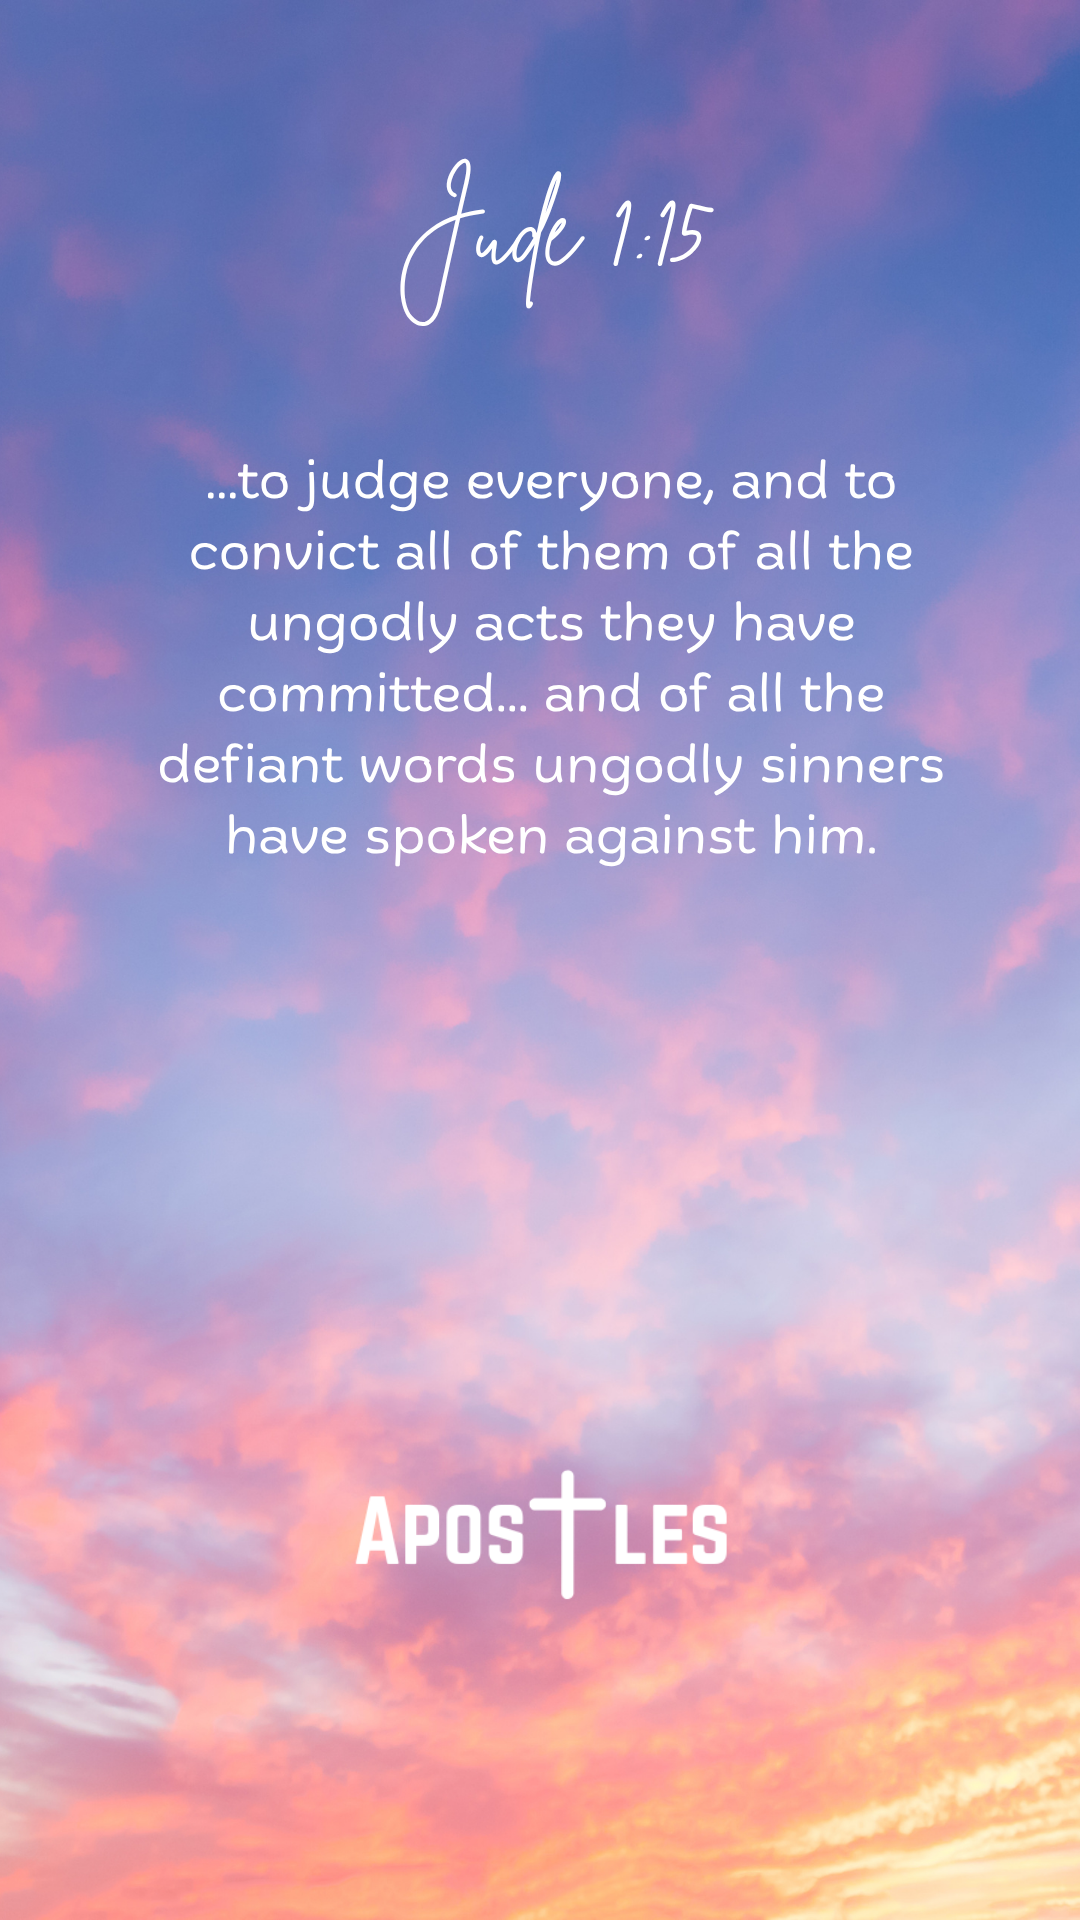 Jude 1:15
...to judge everyone, and to
convict all of them of all the
ungodly acts they have
committed... and of all the
defiant words ungodly sinners
have spoken against him.
APOSTLES